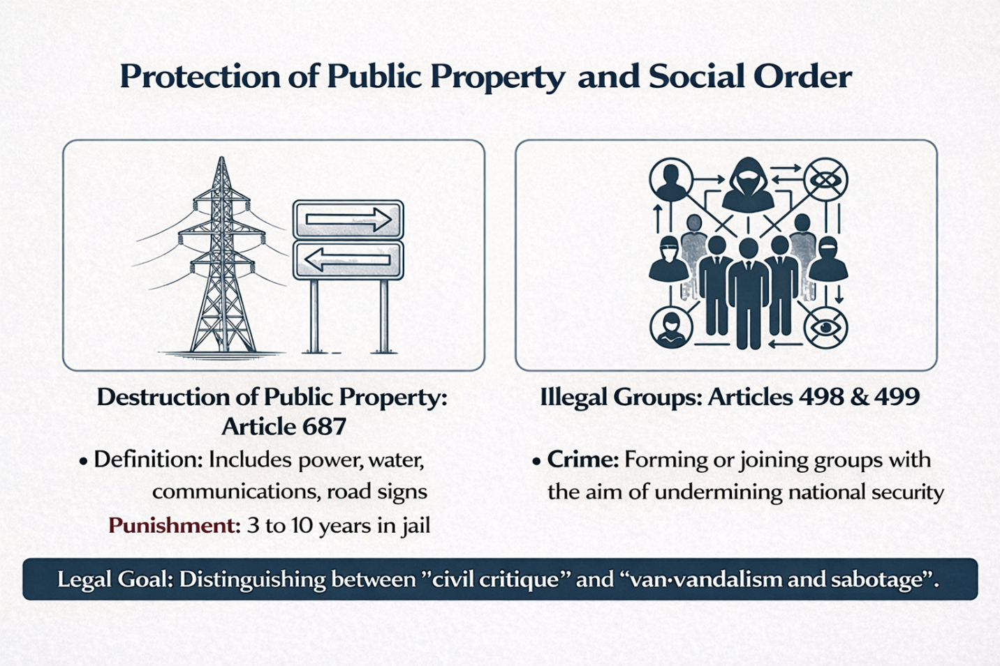 Protection of Public Property and Social Order
Destruction of Public Property:
Article 687
• Definition: Includes power, water,
communications, road signs
Punishment: 3 to 10 years in jail
Illegal Groups: Articles 498 & 499
• Crime: Forming or joining groups with
the aim of undermining national security
Legal Goal: Distinguishing between ”civil critique” and “van·vandalism and sabotage”.